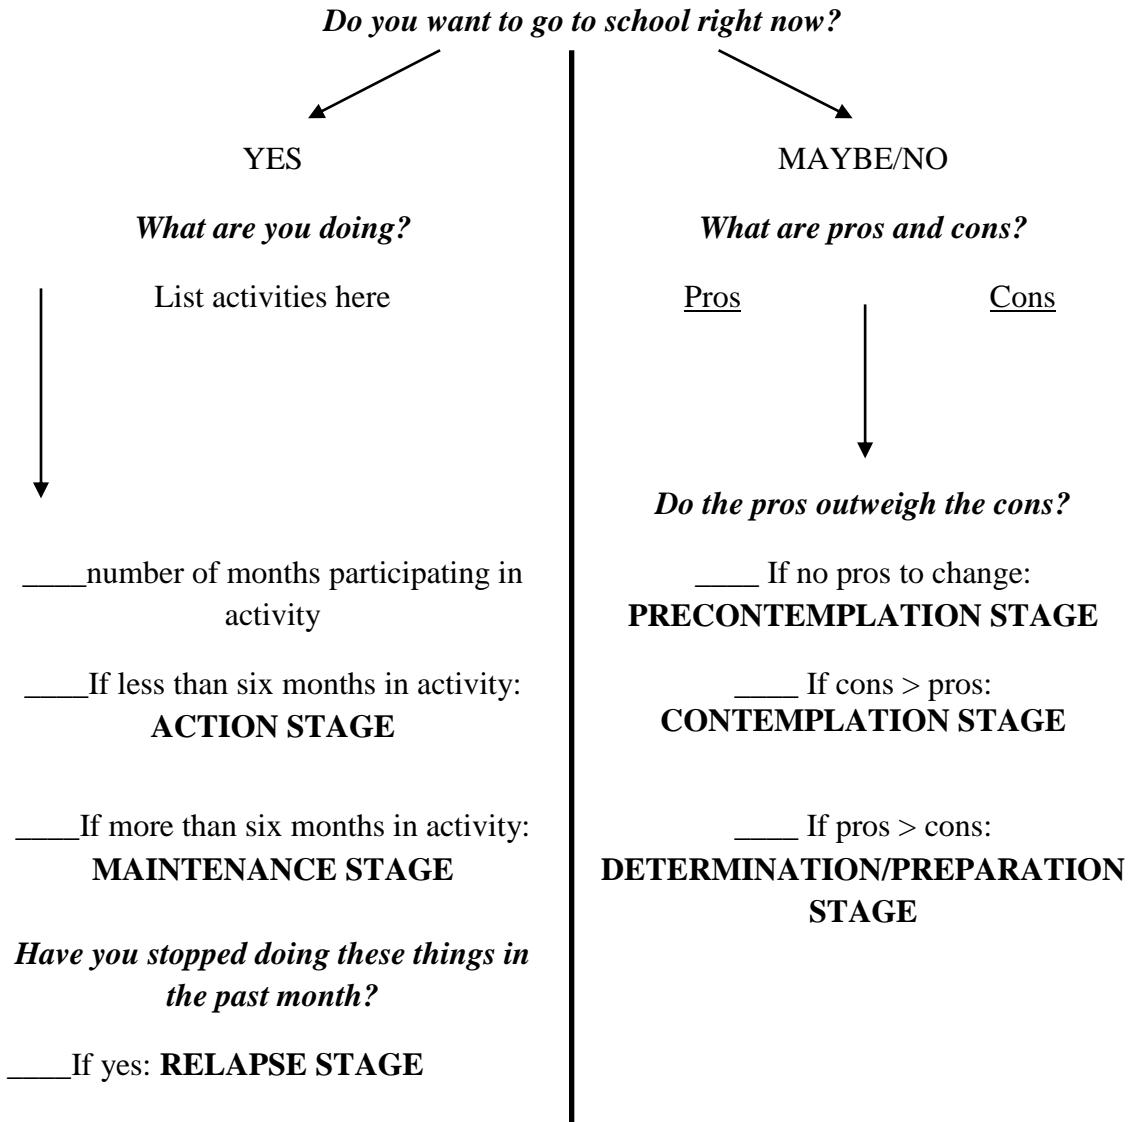 Do you want to go to school right now?
YES
What are you doing?
List activities here
____number of months participating in
activity
____If less than six months in activity:
ACTION STAGE
____If more than six months in activity:
MAINTENANCE STAGE
Have you stopped doing these things in
the past month?
____If yes: RELAPSE STAGE
MAYBE/NO
What are pros and cons?
Pros Cons
Do the pros outweigh the cons?
____ If no pros to change:
PRECONTEMPLATION STAGE
____ If cons > pros:
CONTEMPLATION STAGE
____ If pros > cons:
DETERMINATION/PREPARATION
STAGE